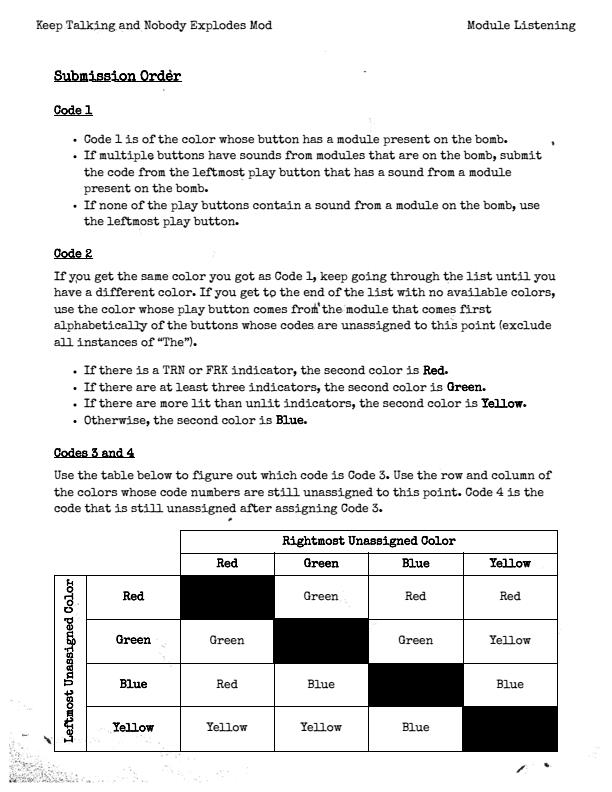 Keep Talking and Nobody Explodes Mod Module Listening
Submission Order
Code 1
• Code 1 is of the color whose button has a module present on the bomb.
• If multiple buttons have sounds from modules that are on the bomb, submit
the code from the leftmost play button that has a sound from a module
present on the bomb.
• If none of the play buttons contain a sound from a module on the bomb, use
the leftmost play button.
Code 2
If you get the same color you got as Code 1, keep going through the list until you
have a different color. If you get to the end of the list with no available colors,
use the color whose play button comes from the module that comes first
alphabetically of the buttons whose codes are unassigned to this point (exclude
all instances of “The”).
• If there is a TRN or FRK indicator, the second color is Red.
• If there are at least three indicators, the second color is Green.
• If there are more lit than unlit indicators, the second color is Yellow.
• Otherwise, the second color is Blue.
Codes 3 and 4
Use the table below to figure out which code is Code 3. Use the row and column of
the colors whose code numbers are still unassigned to this point. Code 4 is the
code that is still unassigned after assigning Code 3.
Rightmost Unassigned Color
Red Green Blue Yellow
Leftmost Unassigned Color
Red Green Red Red
Green Green Green Yellow
Blue Red Blue Blue
Yellow Yellow Yellow Blue